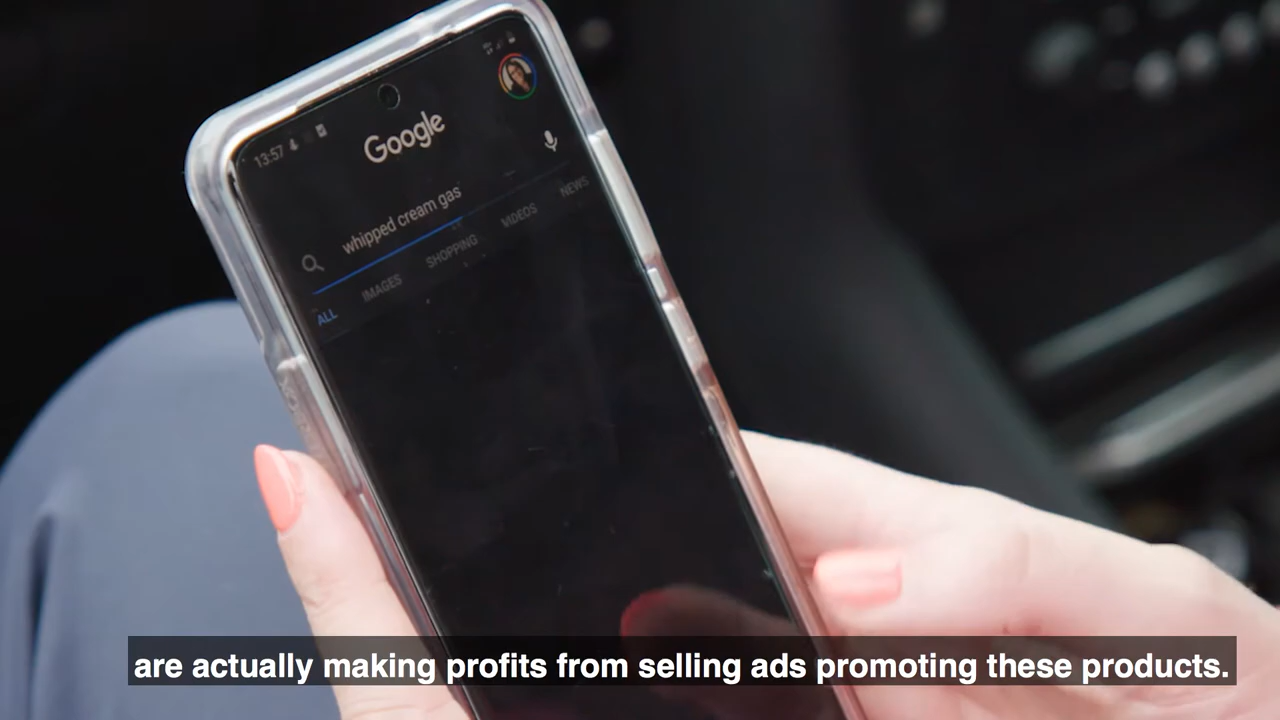 13:57
Google
whipped cream gas
ALL IMAGES SHOPPING VIDEOS NEWS
are actually making profits from selling ads promoting these products.